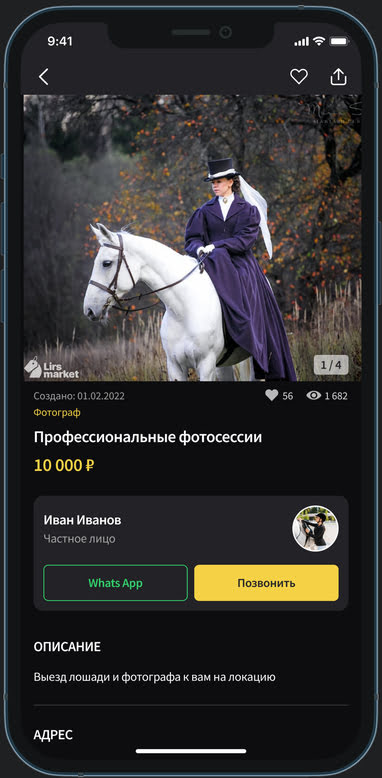 9:41
Lirs
market
1 / 4
Создано: 01.02.2022
56
1 682
Фотограф
Профессиональные фотосессии
10 000 ₽
Иван Иванов
Частное лицо
Whats App
Позвонить
ОПИСАНИЕ
Выезд лошади и фотографа к вам на локацию
АДРЕС